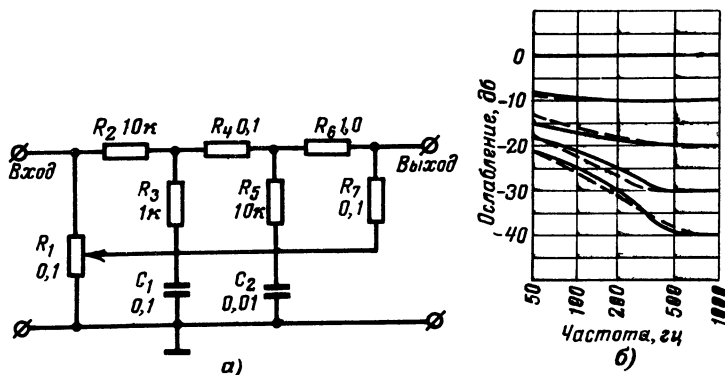 R2 10к
R4 0,1
R6 1,0
Вход
Выход
R3
1к
R5
10к
R7
0,1
R1
0,1
C1
0,1
C2
0,01
а)
Ослабление, дб
0
-10
-20
-30
-40
50
100
200
500
1000
Частота, гц
б)